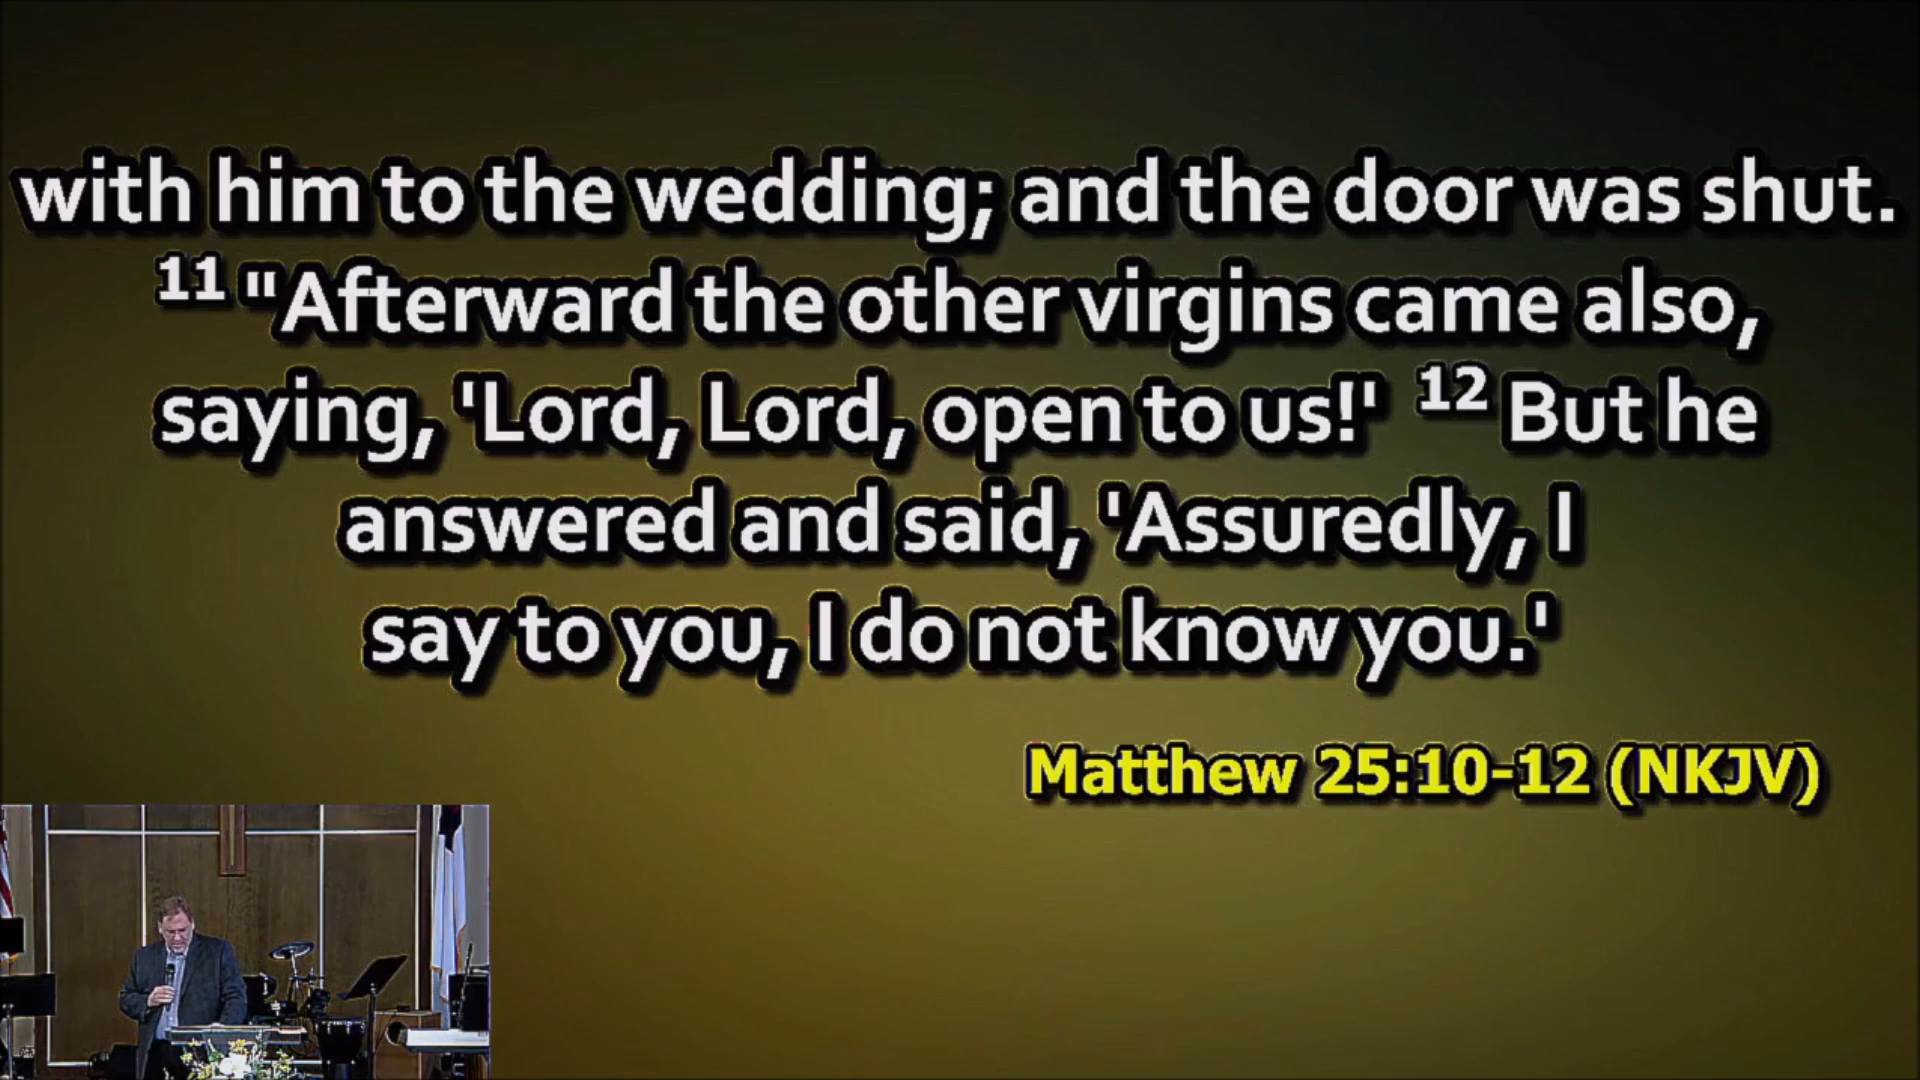 with him to the wedding; and the door was shut.
11 "Afterward the other virgins came also,
saying, 'Lord, Lord, open to us!' 12 But he
answered and said, 'Assuredly, I
say to you, I do not know you.'
Matthew 25:10-12 (NKJV)